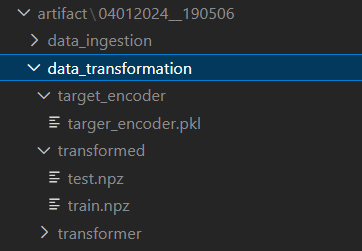 artifact\04012024__190506
data_ingestion
data_transformation
target_encoder
targer_encoder.pkl
transformed
test.npz
train.npz
transformer